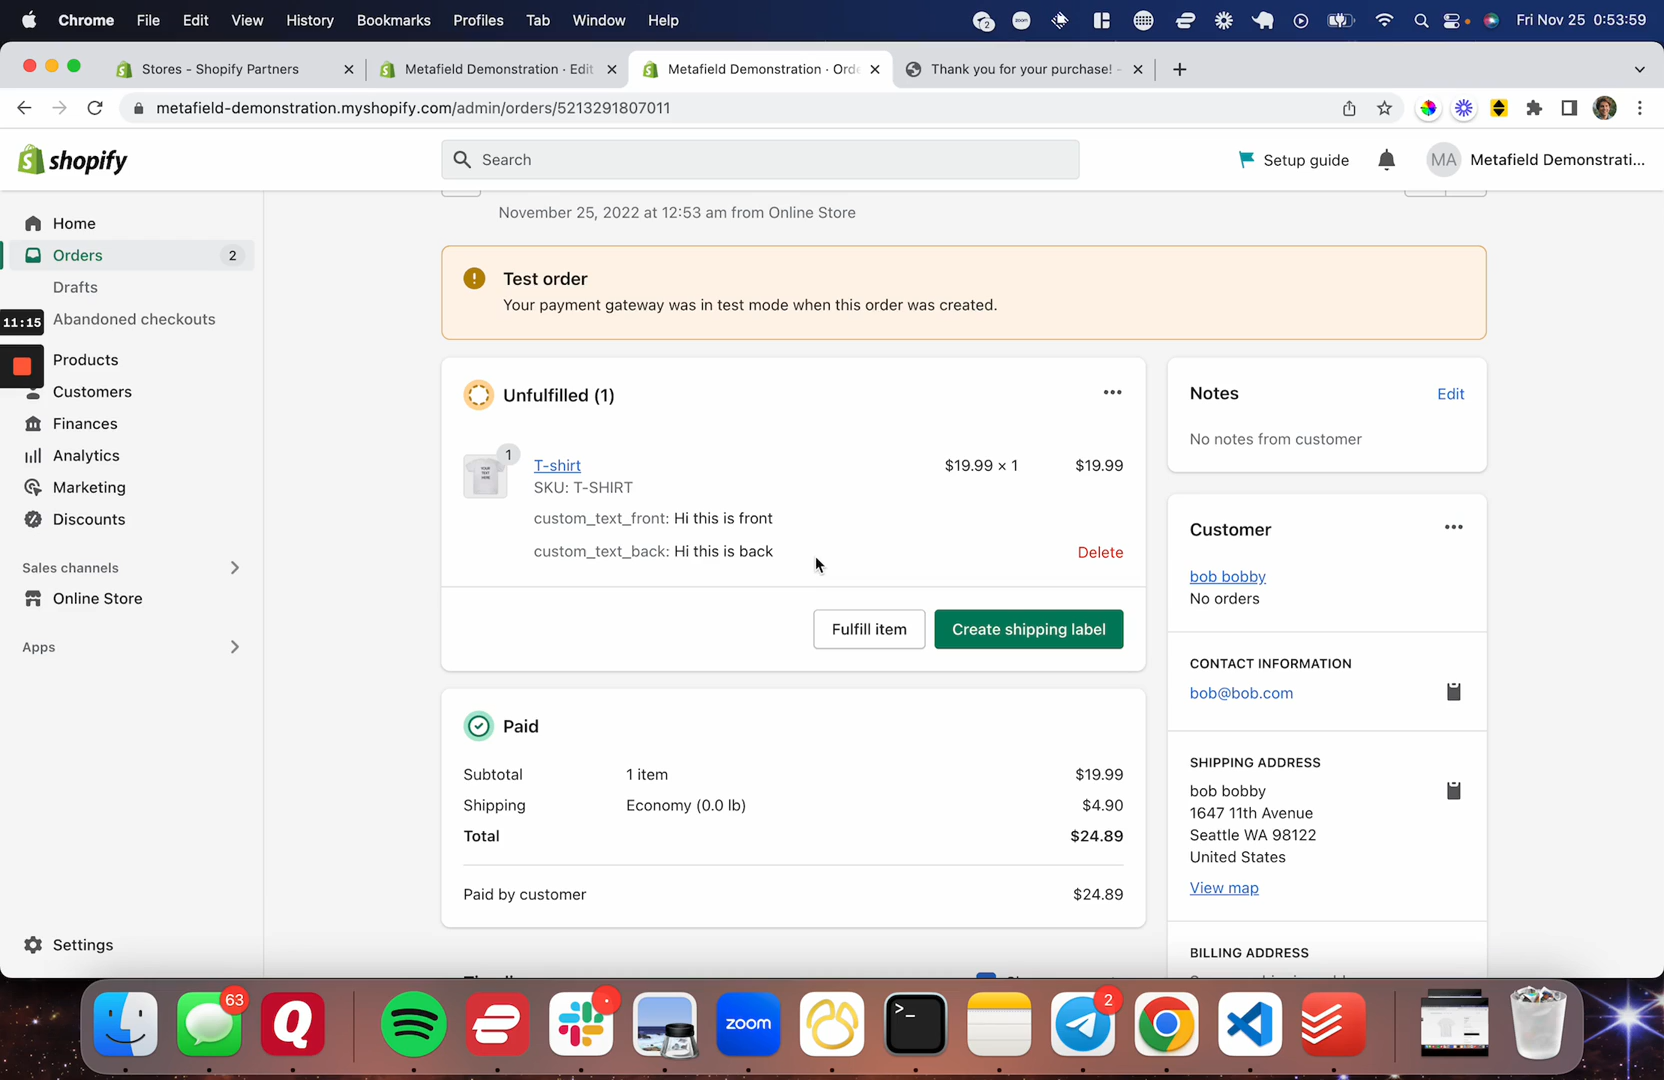 Chrome File Edit View History Bookmarks Profiles Tab Window Help Fri Nov 25 0:53:59
Stores - Shopify Partners Metafield Demonstration · Edit Metafield Demonstration · Orde Thank you for your purchase! -
metafield-demonstration.myshopify.com/admin/orders/5213291807011
shopify Search Setup guide MA Metafield Demonstrati...
Home
Orders 2
Drafts
11:15 Abandoned checkouts
Products
Customers
Finances
Analytics
Marketing
Discounts
Sales channels
Online Store
Apps
Settings
November 25, 2022 at 12:53 am from Online Store
Test order
Your payment gateway was in test mode when this order was created.
Unfulfilled (1)
YOUR TEXT HERE
1
T-shirt $19.99 × 1 $19.99
SKU: T-SHIRT
custom_text_front: Hi this is front
custom_text_back: Hi this is back Delete
Fulfill item Create shipping label
Paid
Subtotal 1 item $19.99
Shipping Economy (0.0 lb) $4.90
Total $24.89
Paid by customer $24.89
Notes Edit
No notes from customer
Customer
bob bobby
No orders
CONTACT INFORMATION
bob@bob.com
SHIPPING ADDRESS
bob bobby
1647 11th Avenue
Seattle WA 98122
United States
View map
BILLING ADDRESS
63 zoom 2